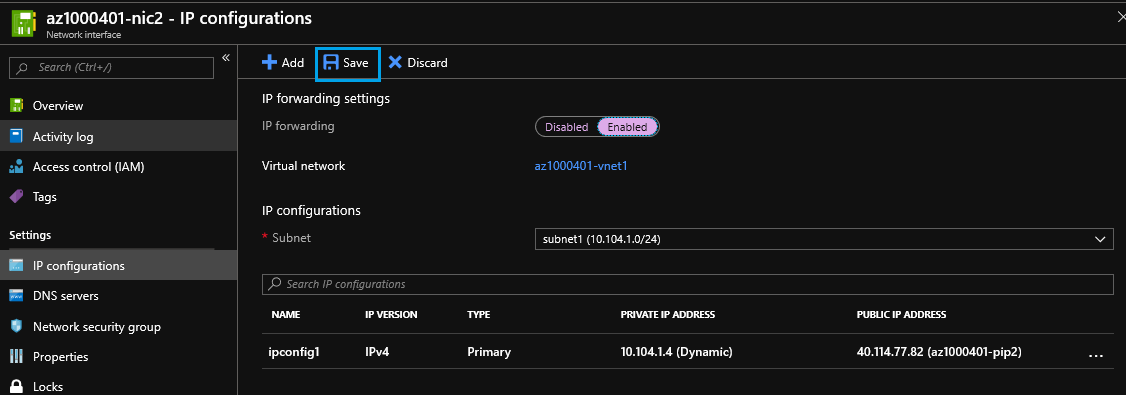 az1000401-nic2 - IP configurations
Network interface
Search (Ctrl+/)
«
Overview
Activity log
Access control (IAM)
Tags
Settings
IP configurations
DNS servers
Network security group
Properties
Locks
Add Save Discard
IP forwarding settings
IP forwarding Disabled Enabled
Virtual network az1000401-vnet1
IP configurations
* Subnet subnet1 (10.104.1.0/24)
Search IP configurations
NAME IP VERSION TYPE PRIVATE IP ADDRESS PUBLIC IP ADDRESS
ipconfig1 IPv4 Primary 10.104.1.4 (Dynamic) 40.114.77.82 (az1000401-pip2) ...